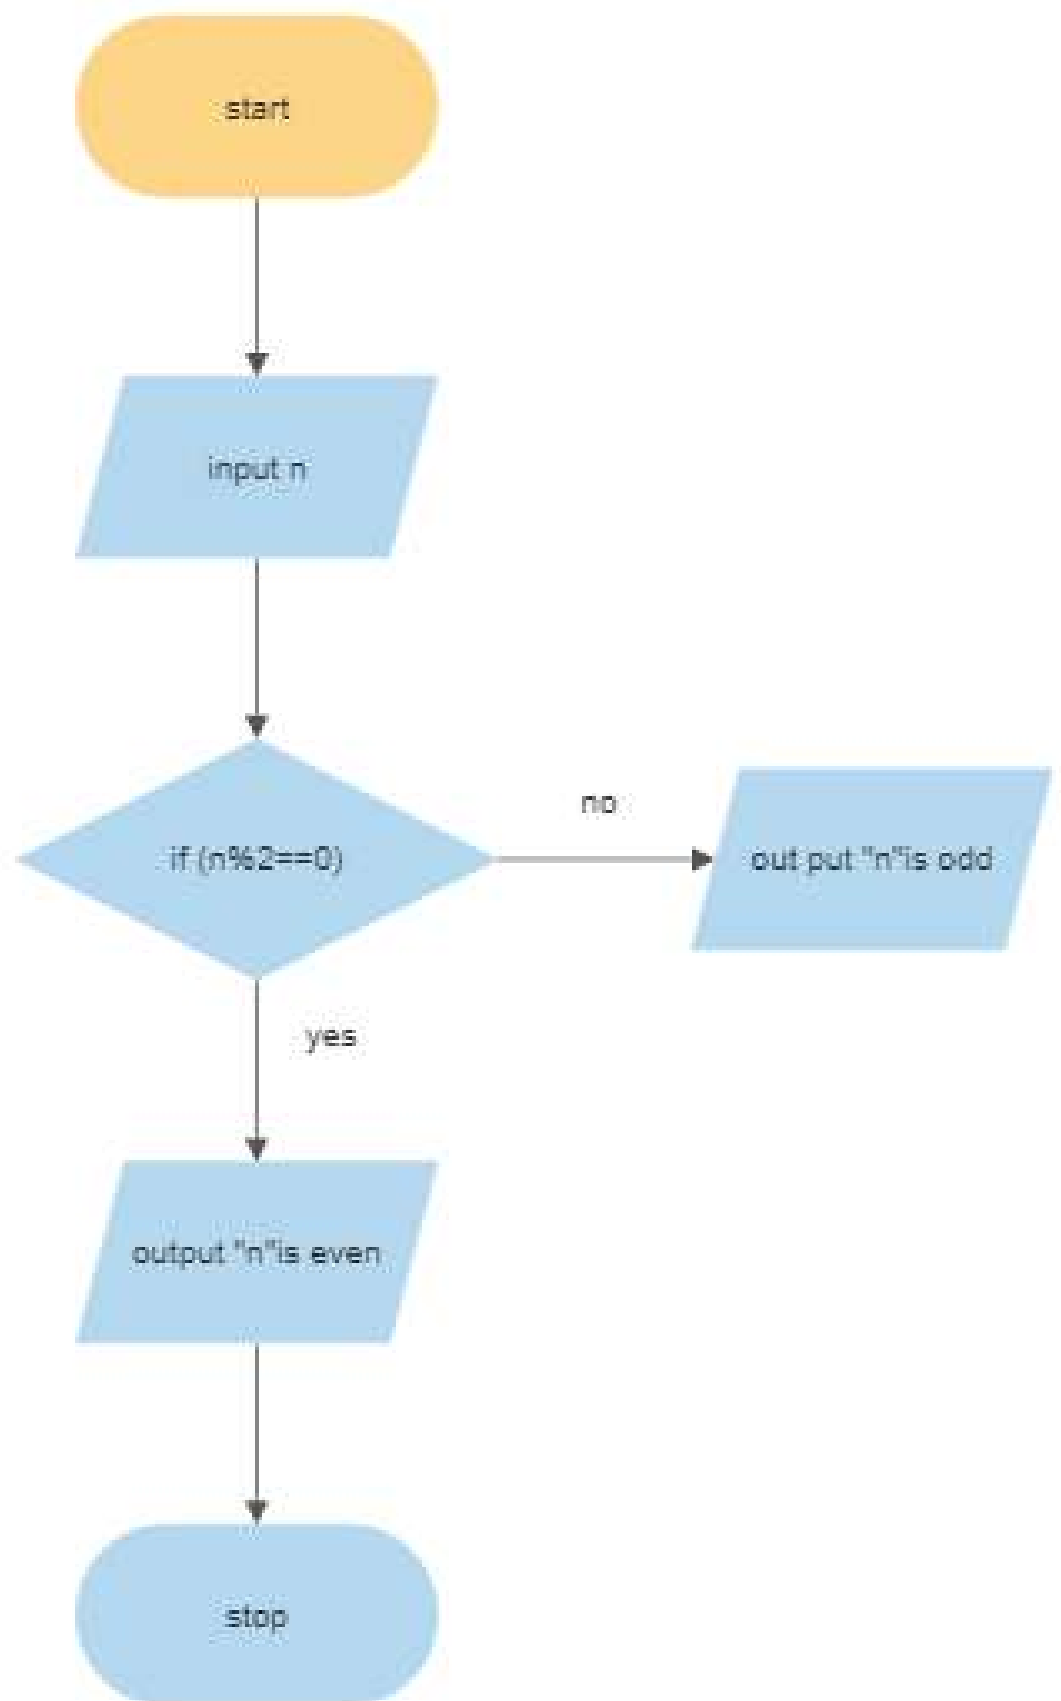 start
input n
if (n%2==0)
no
out put "n"is odd
yes
output "n"is even
stop